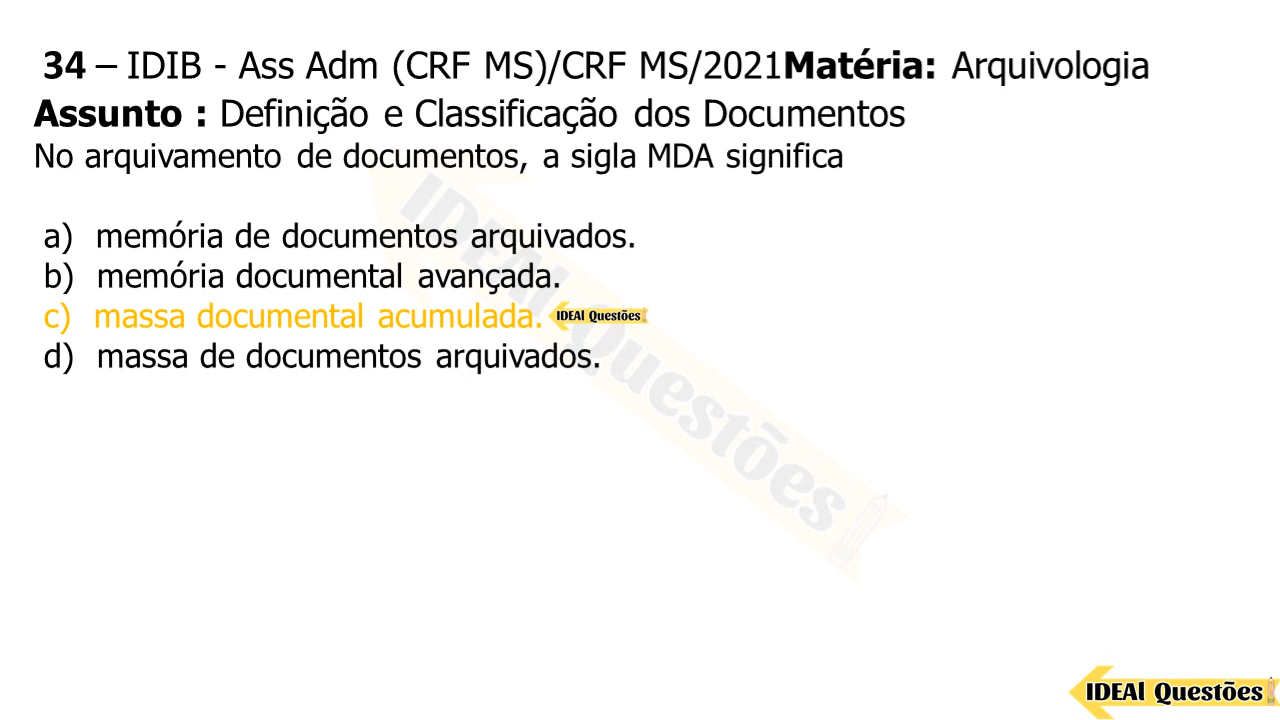 34 – IDIB - Ass Adm (CRF MS)/CRF MS/2021Matéria: Arquivologia
Assunto : Definição e Classificação dos Documentos
No arquivamento de documentos, a sigla MDA significa
a) memória de documentos arquivados.
b) memória documental avançada.
c) massa documental acumulada. IDEAl Questões
d) massa de documentos arquivados.
IDEAl Questões
IDEAl Questões